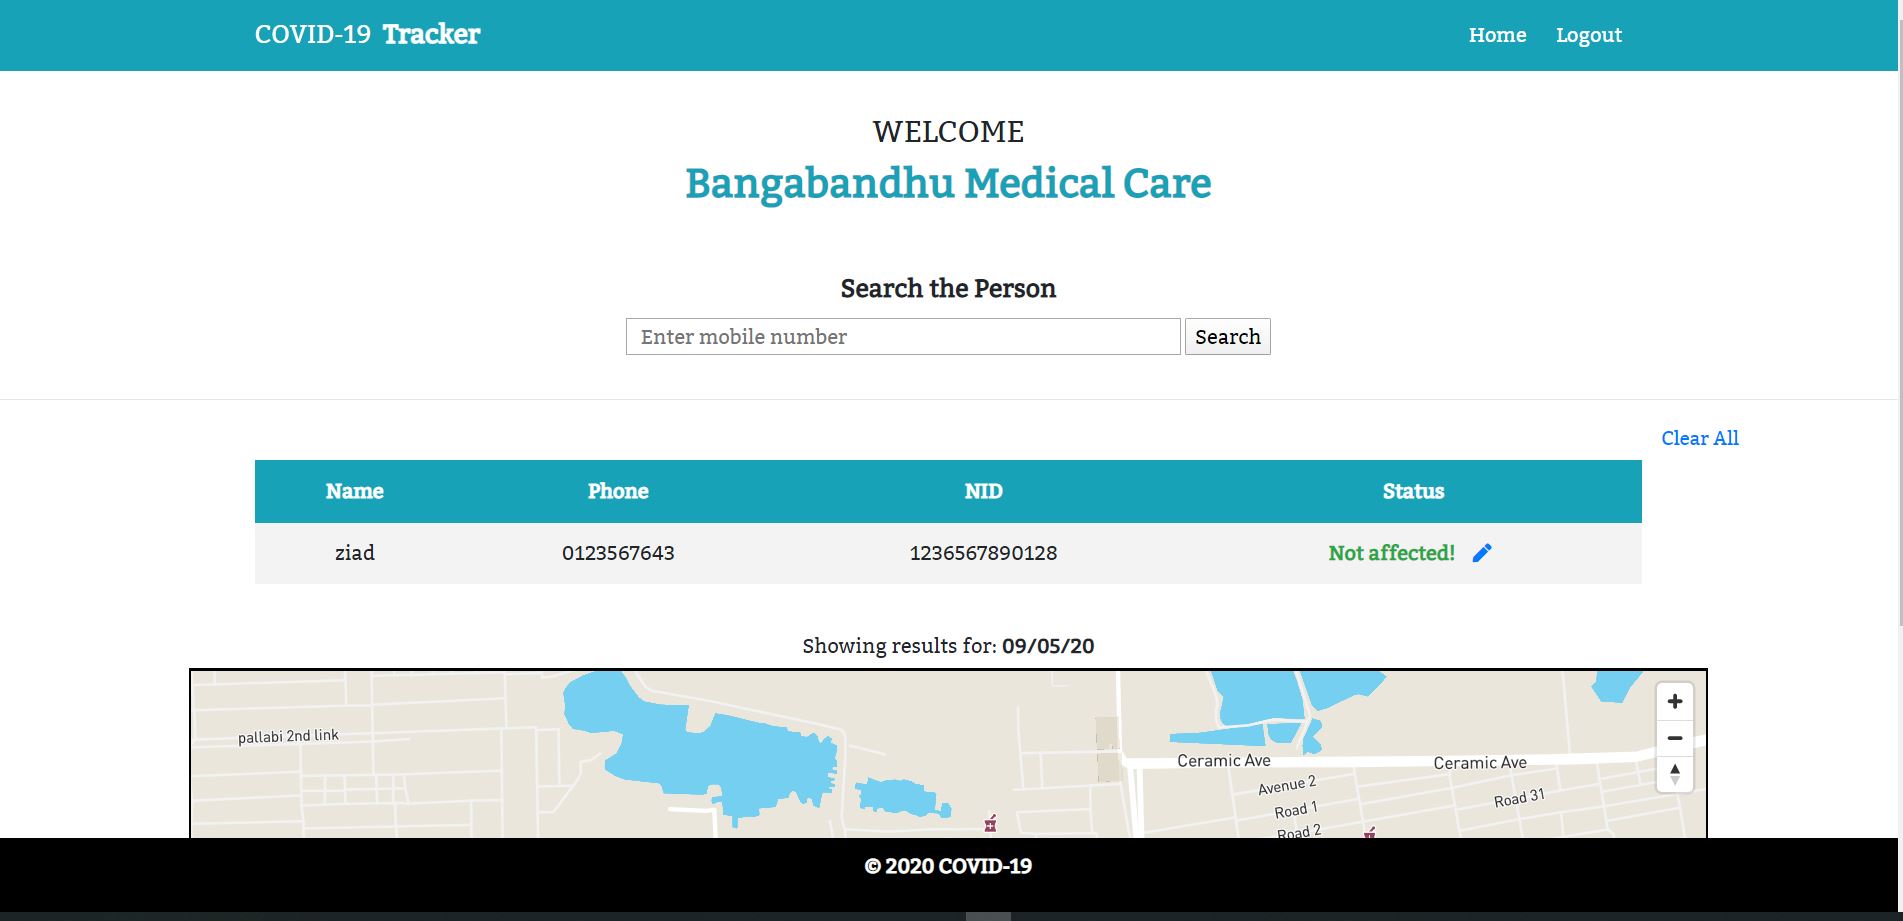 COVID-19 Tracker
Home Logout
WELCOME
Bangabandhu Medical Care
Search the Person
Enter mobile number Search
Clear All
Name Phone NID Status
ziad 0123567643 1236567890128 Not affected!
Showing results for: 09/05/20
pallabi 2nd link
Ceramic Ave Ceramic Ave
Avenue 2
Road 31
Road 1
Road 2
© 2020 COVID-19